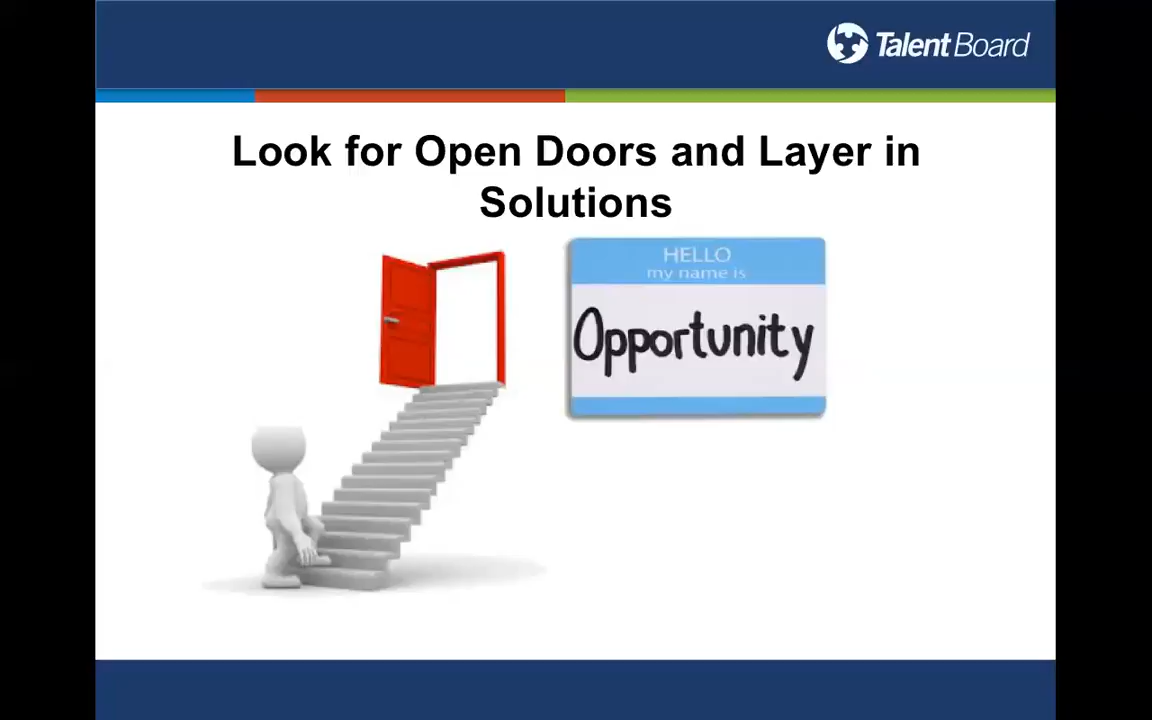 Talent Board
Look for Open Doors and Layer in
Solutions
HELLO
my name is
Opportunity